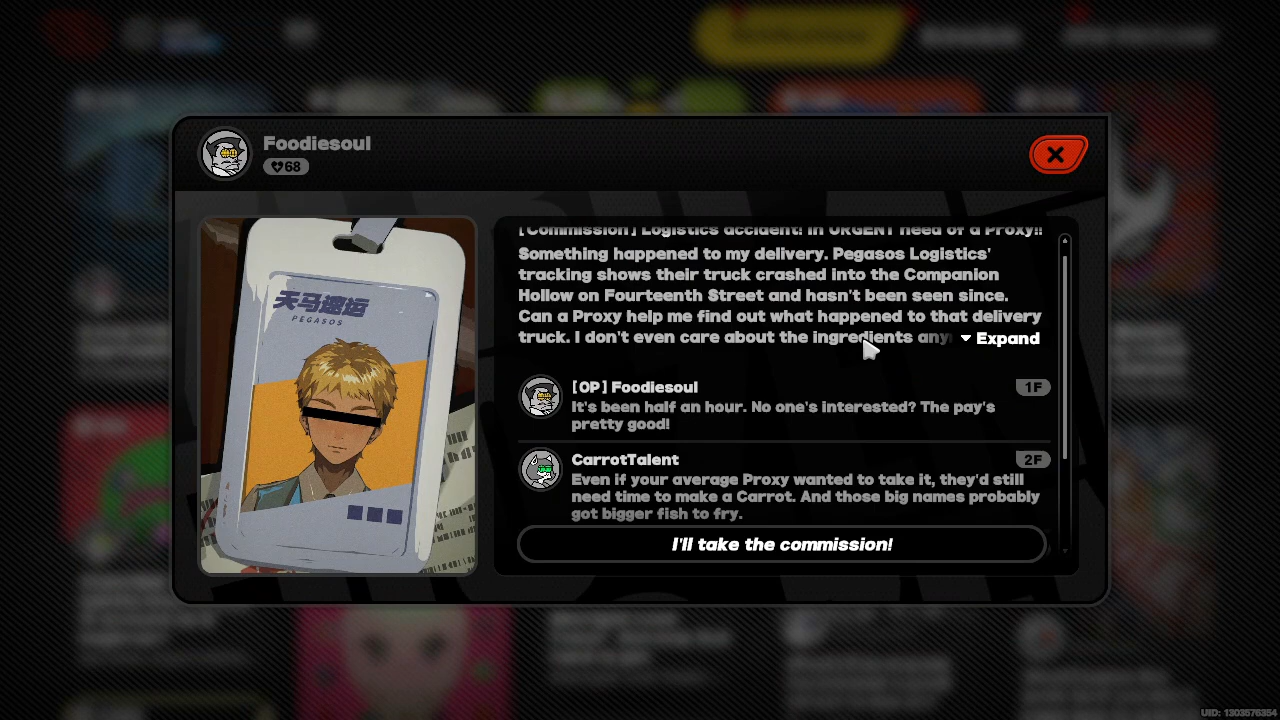 Foodiesoul
68
天马速运
PEGASOS
[Commission] Logistics accident! In URGENT need of a Proxy!!
Something happened to my delivery. Pegasos Logistics'
tracking shows their truck crashed into the Companion
Hollow on Fourteenth Street and hasn't been seen since.
Can a Proxy help me find out what happened to that delivery
truck. I don't even care about the ingredients any
Expand
[OP] Foodiesoul
1F
It's been half an hour. No one's interested? The pay's
pretty good!
CarrotTalent
2F
Even if your average Proxy wanted to take it, they'd still
need time to make a Carrot. And those big names probably
got bigger fish to fry.
I'll take the commission!
UID: 1303576354